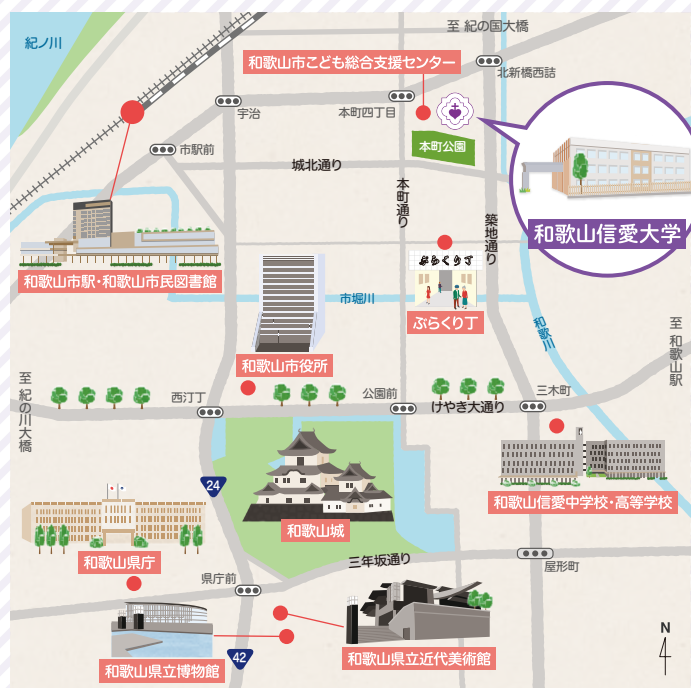 至 紀の国大橋
紀ノ川
和歌山市こども総合支援センター
北新橋西詰
宇治
本町四丁目
市駅前
本町公園
城北通り
本町通り
築地通り
和歌山信愛大学
ぶらくり丁
和歌山市駅・和歌山市民図書館
市堀川
ぶらくり丁
和歌川
至 和歌山駅
和歌山市役所
至 紀の川大橋
西汀丁
公園前
けやき大通り
三木町
24
和歌山城
和歌山信愛中学校・高等学校
和歌山県庁
三年坂通り
屋形町
県庁前
N
42
和歌山県立博物館
和歌山県立近代美術館